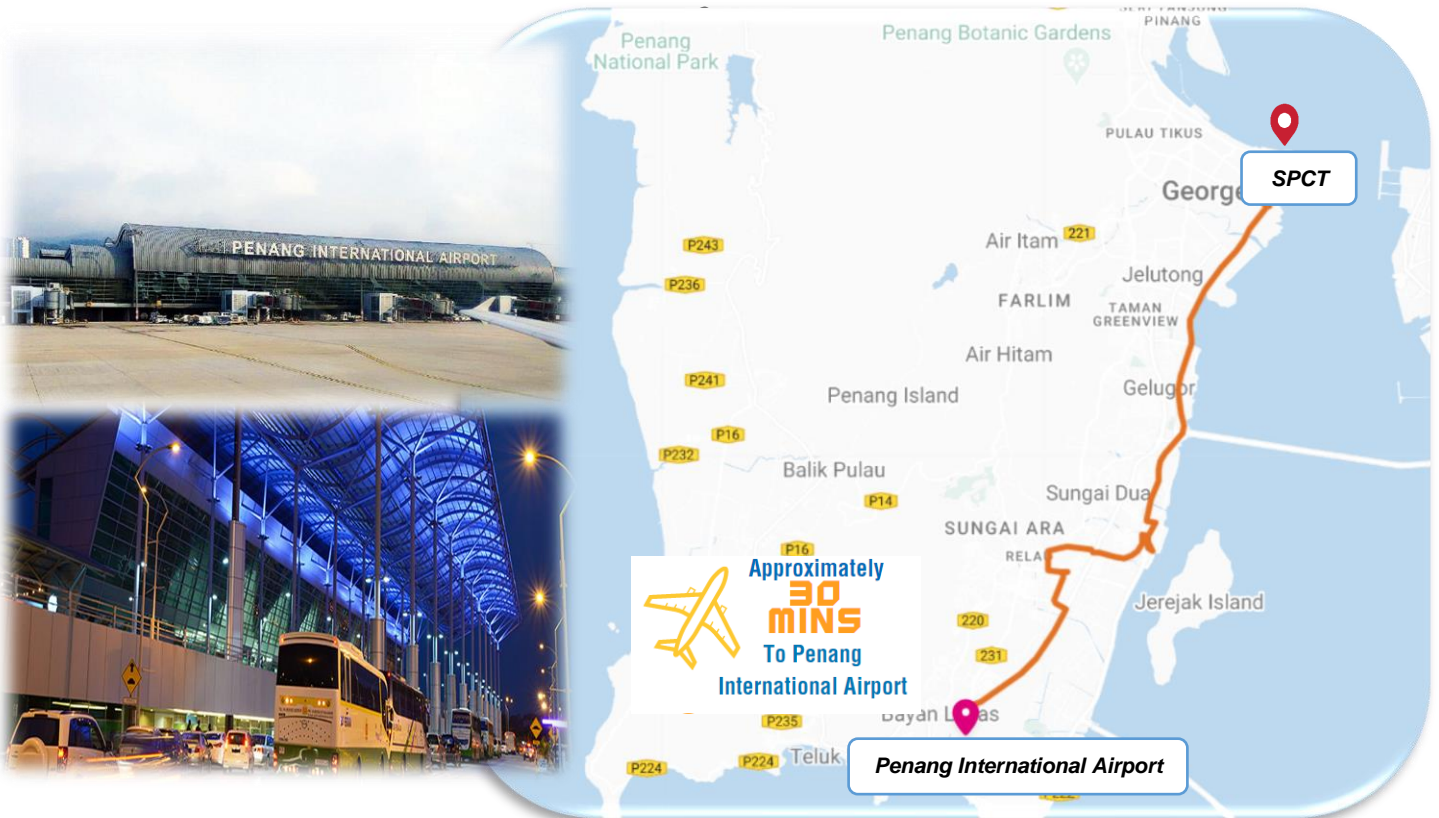 PENANG INTERNATIONAL AIRPORT
PINANG
Penang
National Park
Penang Botanic Gardens
PULAU TIKUS
SPCT
George
Air Itam
221
P243
P236
Jelutong
FARLIM
TAMAN
GREENVIEW
Air Hitam
P241
Penang Island
Gelugor
P16
P232
Balik Pulau
P14
Sungai Dua
SUNGAI ARA
P16
RELA
Approximately
30
MINS
To Penang
International Airport
Jerejak Island
220
231
P235
P224
P224
Teluk
Penang International Airport